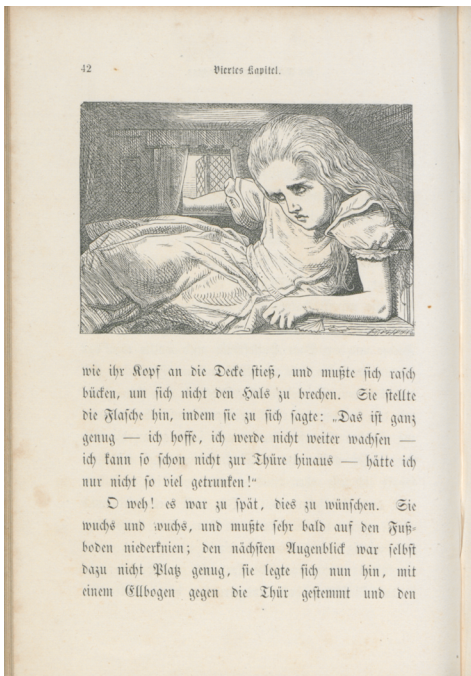 42
Viertes Kapitel.
wie ihr Kopf an die Decke stieß, und mußte sich rasch
bücken, um sich nicht den Hals zu brechen. Sie stellte
die Flasche hin, indem sie zu sich sagte: „Das ist ganz
genug — ich hoffe, ich werde nicht weiter wachsen —
ich kann so schon nicht zur Thüre hinaus — hätte ich
nur nicht so viel getrunken!“
O weh! es war zu spät, dies zu wünschen. Sie
wuchs und wuchs, und mußte sehr bald auf den Fuß-
boden niederknien; den nächsten Augenblick war selbst
dazu nicht Platz genug, sie legte sich nun hin, mit
einem Ellbogen gegen die Thür gestemmt und den